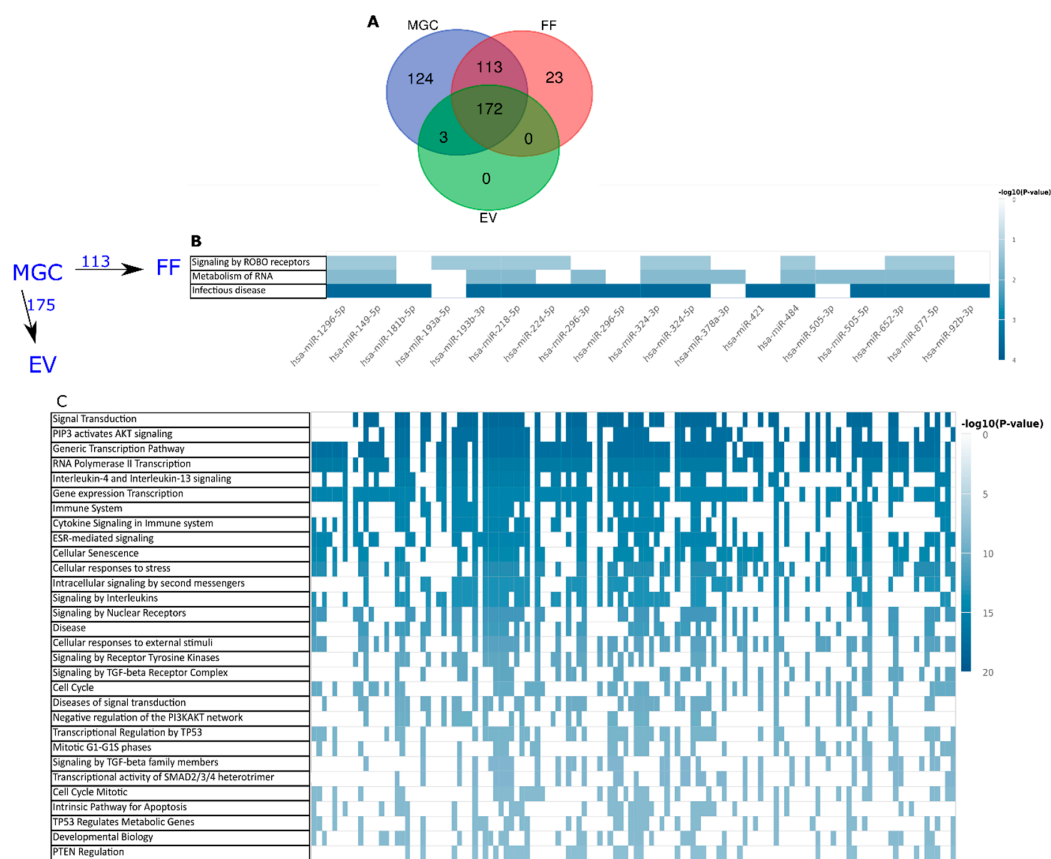 A
MGC
FF
124
113
23
172
3
0
0
EV
MGC
113
FF
175
EV
B
-log10(P-value)
0
1
2
3
4
Signaling by ROBO receptors
Metabolism of RNA
Infectious disease
hsa-miR-1296-5p
hsa-miR-149-5p
hsa-miR-181b-5p
hsa-miR-193a-5p
hsa-miR-193b-3p
hsa-miR-218-5p
hsa-miR-224-5p
hsa-miR-296-3p
hsa-miR-296-5p
hsa-miR-324-3p
hsa-miR-324-5p
hsa-miR-378a-3p
hsa-miR-421
hsa-miR-484
hsa-miR-505-3p
hsa-miR-505-5p
hsa-miR-652-3p
hsa-miR-877-5p
hsa-miR-92b-3p
C
-log10(P-value)
0
5
10
15
20
Signal Transduction
PIP3 activates AKT signaling
Generic Transcription Pathway
RNA Polymerase II Transcription
Interleukin-4 and Interleukin-13 signaling
Gene expression Transcription
Immune System
Cytokine Signaling in Immune system
ESR-mediated signaling
Cellular Senescence
Cellular responses to stress
Intracellular signaling by second messengers
Signaling by Interleukins
Signaling by Nuclear Receptors
Disease
Cellular responses to external stimuli
Signaling by Receptor Tyrosine Kinases
Signaling by TGF-beta Receptor Complex
Cell Cycle
Diseases of signal transduction
Negative regulation of the PI3KAKT network
Transcriptional Regulation by TP53
Mitotic G1-G1S phases
Signaling by TGF-beta family members
Transcriptional activity of SMAD2/3/4 heterotrimer
Cell Cycle Mitotic
Intrinsic Pathway for Apoptosis
TP53 Regulates Metabolic Genes
Developmental Biology
PTEN Regulation